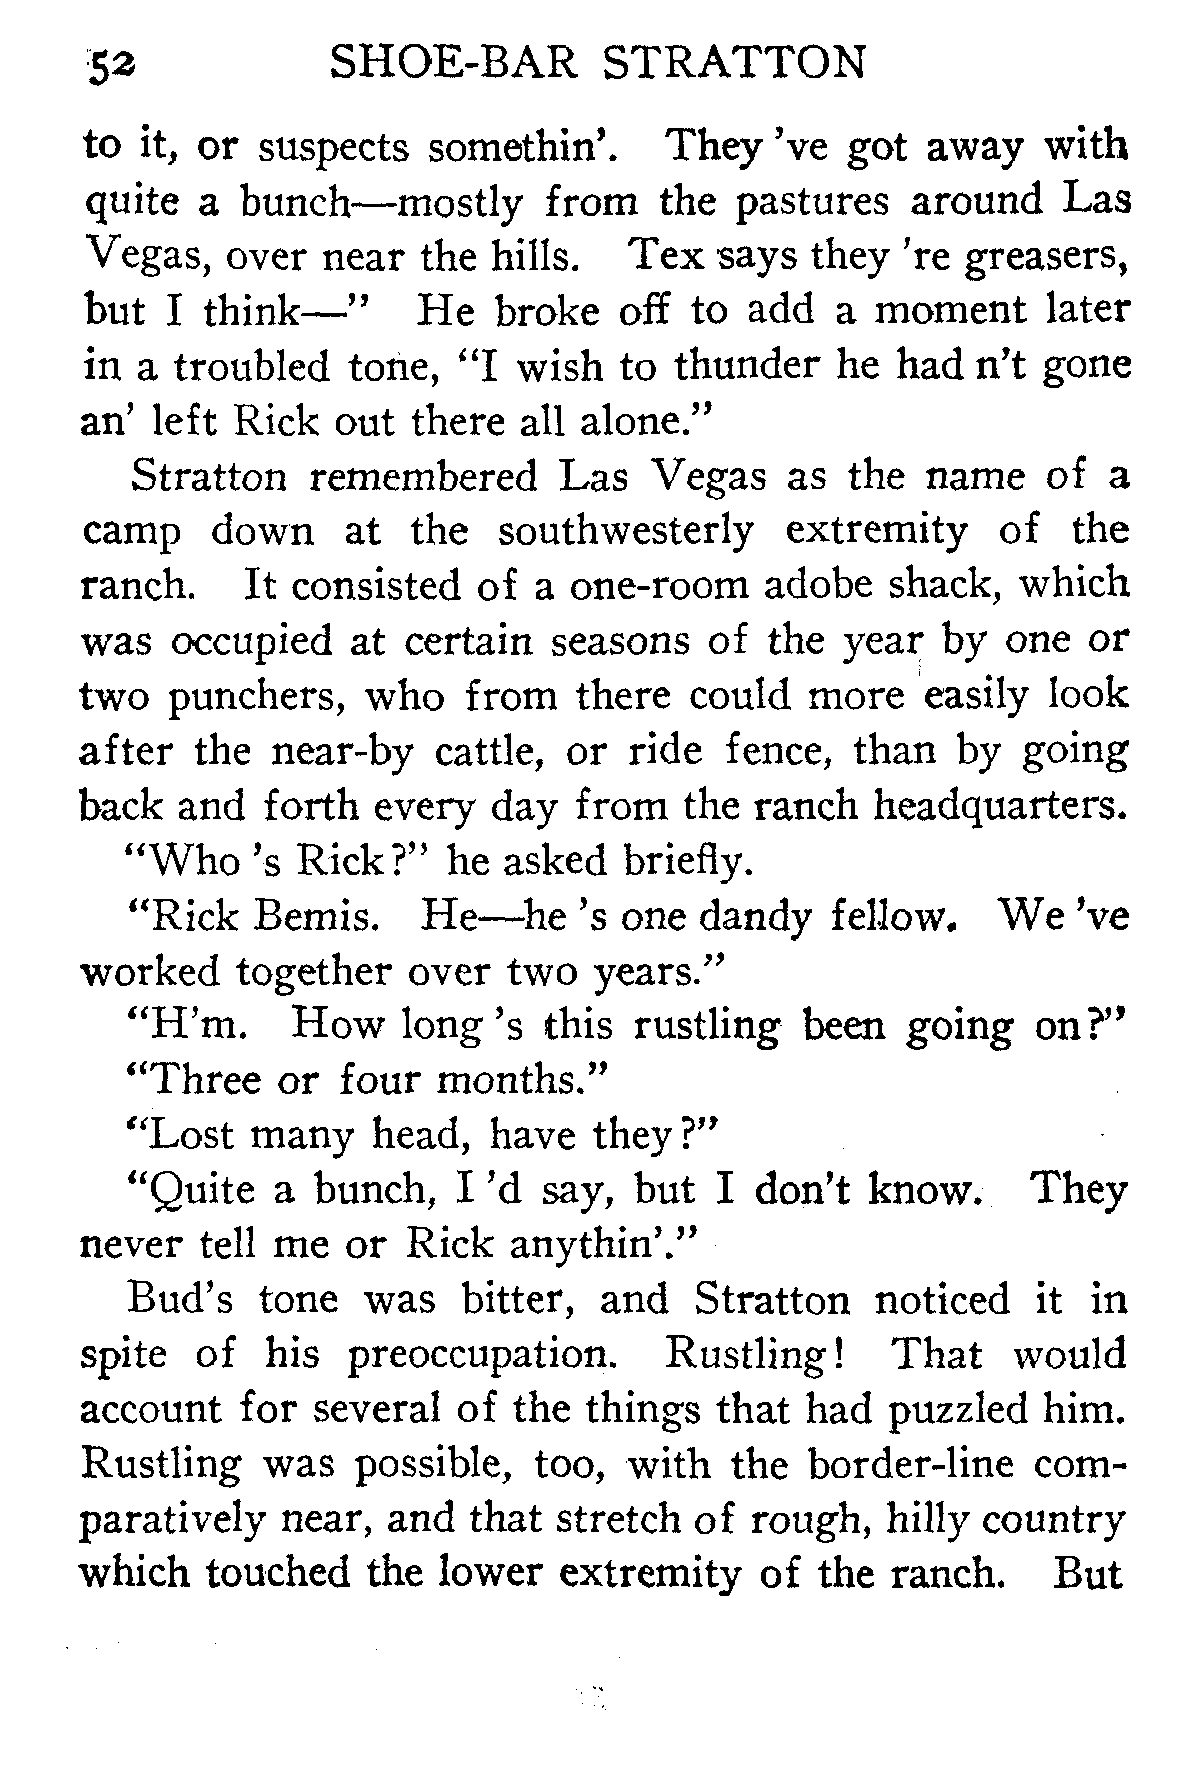 52 SHOE-BAR STRATTON
to it, or suspects somethin'. They 've got away with
quite a bunch—mostly from the pastures around Las
Vegas, over near the hills. Tex says they 're greasers,
but I think—" He broke off to add a moment later
in a troubled tone, "I wish to thunder he had n't gone
an' left Rick out there all alone."
Stratton remembered Las Vegas as the name of a
camp down at the southwesterly extremity of the
ranch. It consisted of a one-room adobe shack, which
was occupied at certain seasons of the year by one or
two punchers, who from there could more easily look
after the near-by cattle, or ride fence, than by going
back and forth every day from the ranch headquarters.
"Who 's Rick?" he asked briefly.
"Rick Bemis. He—he 's one dandy fellow. We 've
worked together over two years."
"H'm. How long 's this rustling been going on?"
"Three or four months."
"Lost many head, have they?"
"Quite a bunch, I 'd say, but I don't know. They
never tell me or Rick anythin'."
Bud's tone was bitter, and Stratton noticed it in
spite of his preoccupation. Rustling! That would
account for several of the things that had puzzled him.
Rustling was possible, too, with the border-line com-
paratively near, and that stretch of rough, hilly country
which touched the lower extremity of the ranch. But